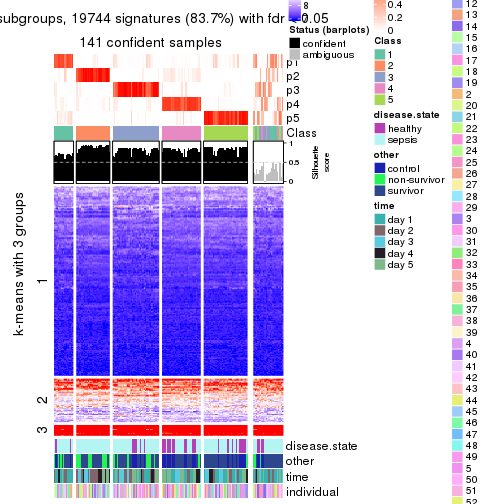 subgroups, 19744 signatures (83.7%) with fdr < 0.05
141 confident samples
p1
p2
p3
p4
p5
Class
1
0.5
0
Silhouette
score
k-means with 3 groups
1
2
3
disease.state
other
time
individual
8
Status (barplots)
confident
ambiguous
0.4
0.2
0
Class
1
2
3
4
5
disease.state
healthy
sepsis
other
control
non-survivor
survivor
time
day 1
day 2
day 3
day 4
day 5
12
13
14
15
16
17
18
19
2
20
21
22
23
24
25
26
27
28
29
3
30
31
32
33
34
35
36
37
38
39
4
40
41
42
43
44
45
46
47
48
49
5
50
51